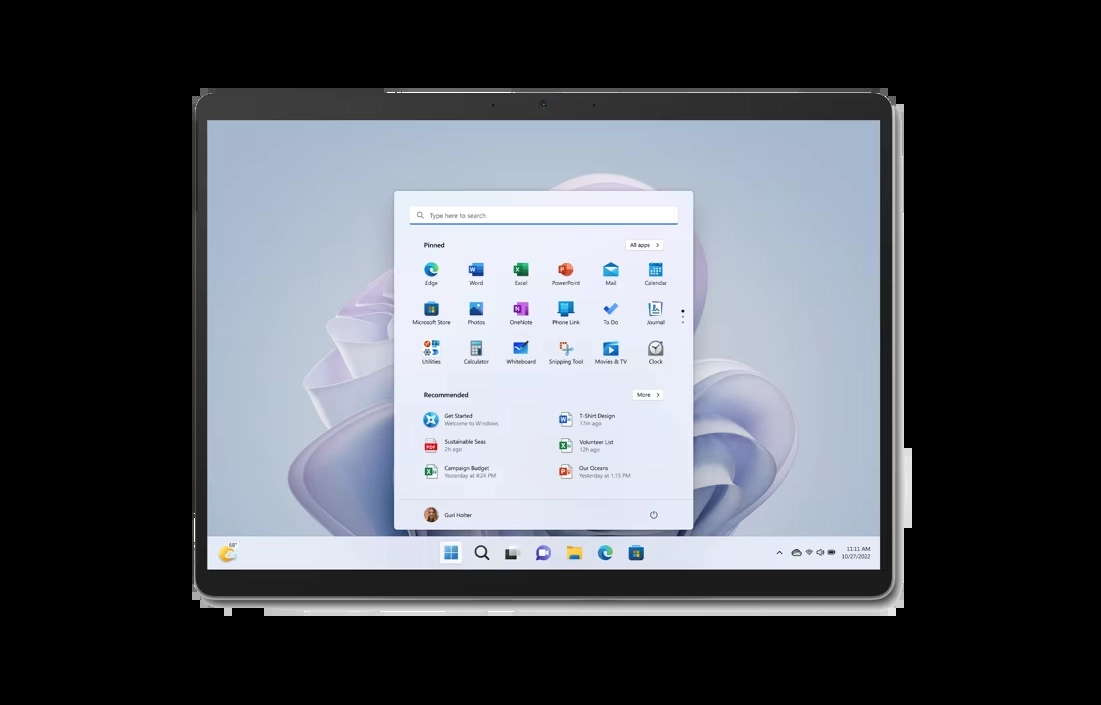 Type here to search
Pinned
All apps >
Edge
Word
Excel
PowerPoint
Mail
Calendar
Microsoft Store
Photos
OneNote
Phone Link
To Do
Journal
Utilities
Calculator
Whiteboard
Snipping Tool
Movies & TV
Clock
Recommended
More >
Get Started
Welcome to Windows
T-Shirt Design
17m ago
PDF
Sustainable Seas
2h ago
Volunteer List
12h ago
Campaign Budget
Yesterday at 4:24 PM
Our Oceans
Yesterday at 1:15 PM
Guri Holter
68°
11:11 AM
10/27/2022